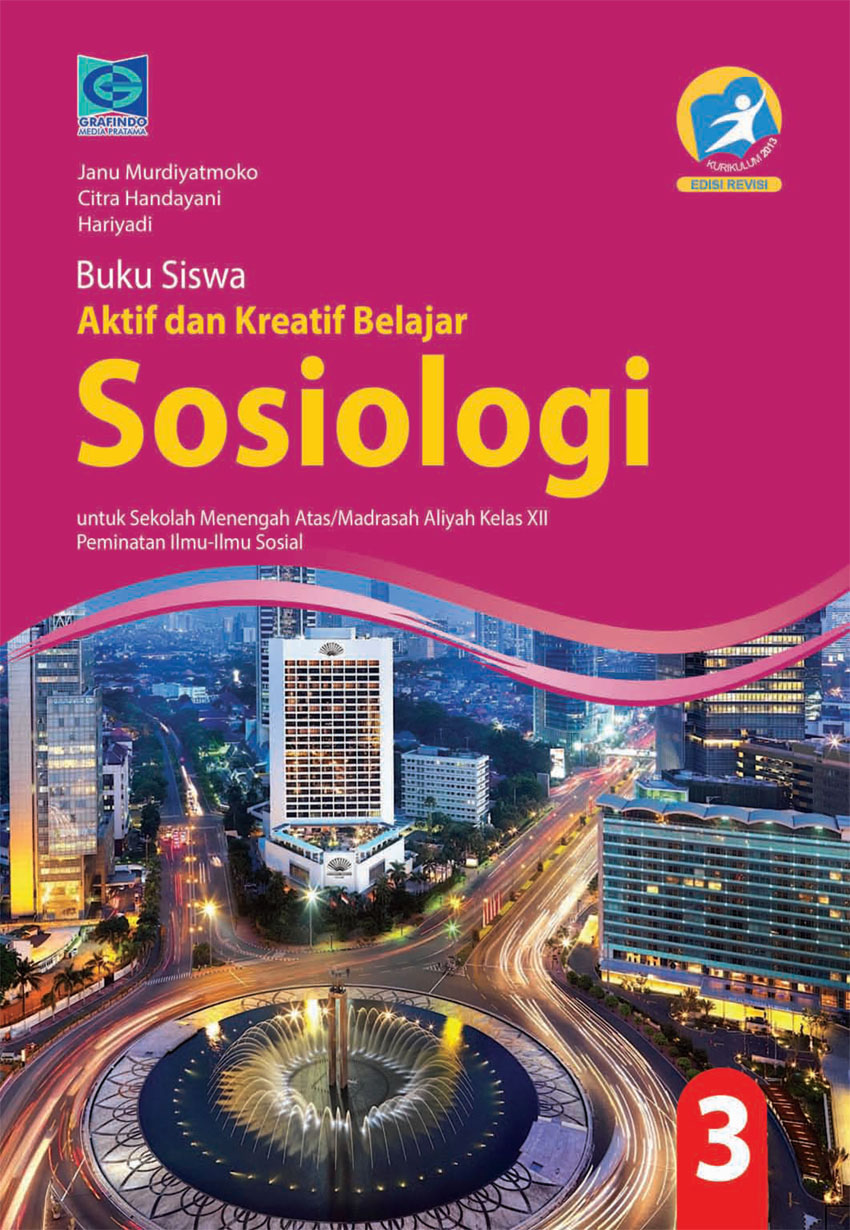 GRAFINDO
MEDIA PRATAMA
KURIKULUM 2013
EDISI REVISI
Janu Murdiyatmoko
Citra Handayani
Hariyadi
Buku Siswa
Aktif dan Kreatif Belajar
Sosiologi
untuk Sekolah Menengah Atas/Madrasah Aliyah Kelas XII
Peminatan Ilmu-Ilmu Sosial
3